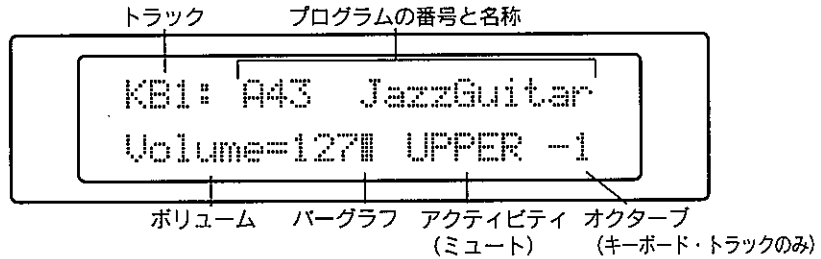 トラック プログラムの番号と名称
KB1: A43 JazzGuitar
Volume=127 UPPER -1
ボリューム バーグラフ アクティビティ オクターブ
(ミュート) (キーボード・トラックのみ)